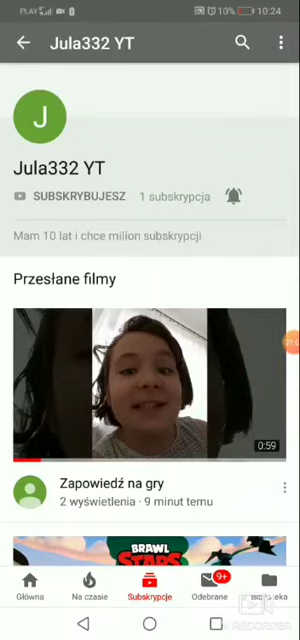 PLAY 10% 10:24
Jula332 YT
J
Jula332 YT
SUBSKRYBUJESZ 1 subskrypcja
Mam 10 lat i chce milion subskrypcji
Przesłane filmy
0:59
Zapowiedź na gry
2 wyświetlenia · 9 minut temu
BRAWL
STARS
9+
Główna Na czasie Subskrypcje Odebrane
RECORDER